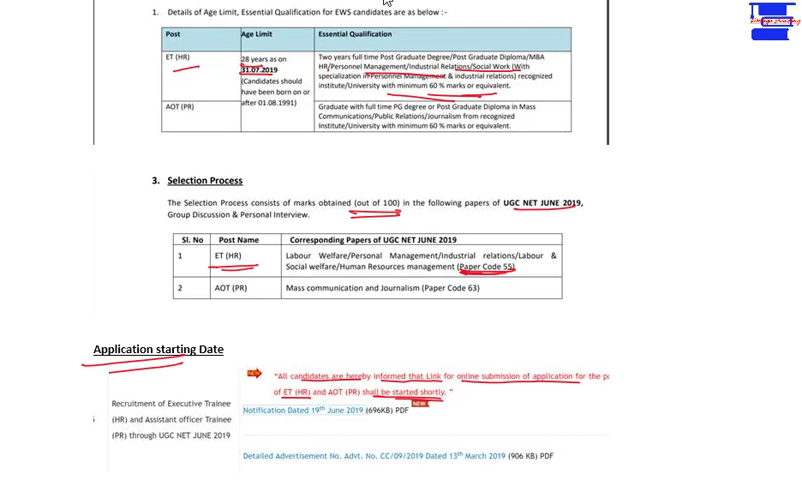 1. Details of Age Limit, Essential Qualification for EWS candidates are as below :-
Post Age Limit Essential Qualification
ET (HR) 28 years as on 31.07.2019 (Candidates should have been born on or after 01.08.1991)
Two years full time Post Graduate Degree/Post Graduate Diploma/MBA
HR/Personnel Management/Industrial Relations/Social Work (With
specialization in Personnel Management & industrial relations) recognized
institute/University with minimum 60 % marks or equivalent.
AOT (PR)
Graduate with full time PG degree or Post Graduate Diploma in Mass
Communications/Public Relations/Journalism from recognized
Institute/University with minimum 60 % marks or equivalent.
3. Selection Process
The Selection Process consists of marks obtained (out of 100) in the following papers of UGC NET JUNE 2019,
Group Discussion & Personal Interview.
Sl. No Post Name Corresponding Papers of UGC NET JUNE 2019
1 ET (HR) Labour Welfare/Personal Management/Industrial relations/Labour &
Social welfare/Human Resources management (Paper Code 55)
2 AOT (PR) Mass communication and Journalism (Paper Code 63)
Application starting Date
NEW "All candidates are hereby informed that Link for online submission of application for the
of ET (HR) and AOT (PR) shall be started shortly. "
NEW
Recruitment of Executive Trainee
(HR) and Assistant officer Trainee
(PR) through UGC NET JUNE 2019
Notification Dated 19th June 2019 (696KB) PDF
Detailed Advertisement No. Advt. No. CC/09/2019 Dated 13th March 2019 (906 KB) PDF